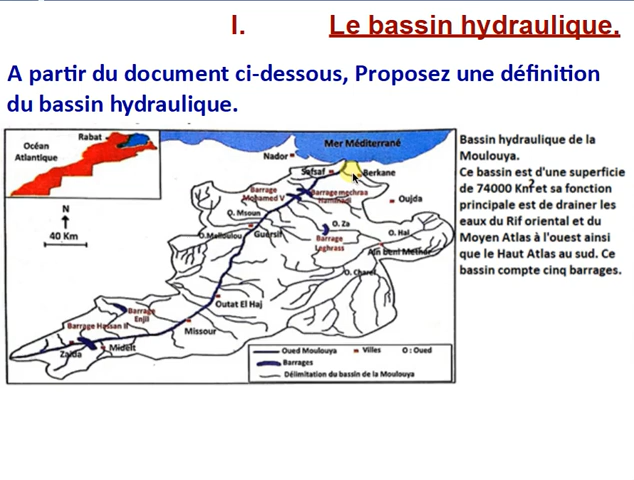 I. Le bassin hydraulique.
A partir du document ci-dessous, Proposez une définition
du bassin hydraulique.
Océan
Atlantique
Rabat
Mer Méditerrané
Nador
Safsaf
Berkane
Barrage
Mohamed V
Barrage mechraa
Hammadi
Oujda
N
40 Km
O. Msoun
O. Za
O. Melloulou
Guersif
Barrage
Laghrass
O. Hal
Aïn Beni Methar
O. Charef
Outat El Haj
Barrage
Enjil
Barrage Hassan II
Missour
Zaida
Midelt
Oued Moulouya
Villes
O : Oued
Barrages
Délimitation du bassin de la Moulouya
Bassin hydraulique de la
Moulouya.
Ce bassin est d'une superficie
de 74000 Km² et sa fonction
principale est de drainer les
eaux du Rif oriental et du
Moyen Atlas à l'ouest ainsi
que le Haut Atlas au sud. Ce
bassin compte cinq barrages.